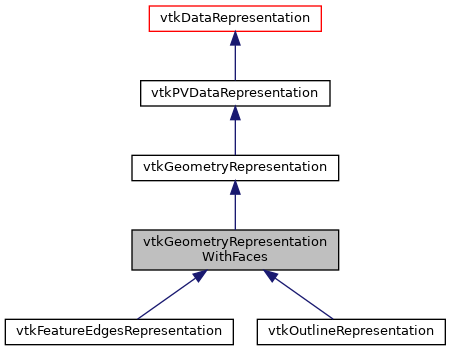 vtkDataRepresentation
vtkPVDataRepresentation
vtkGeometryRepresentation
vtkGeometryRepresentation
WithFaces
vtkFeatureEdgesRepresentation
vtkOutlineRepresentation